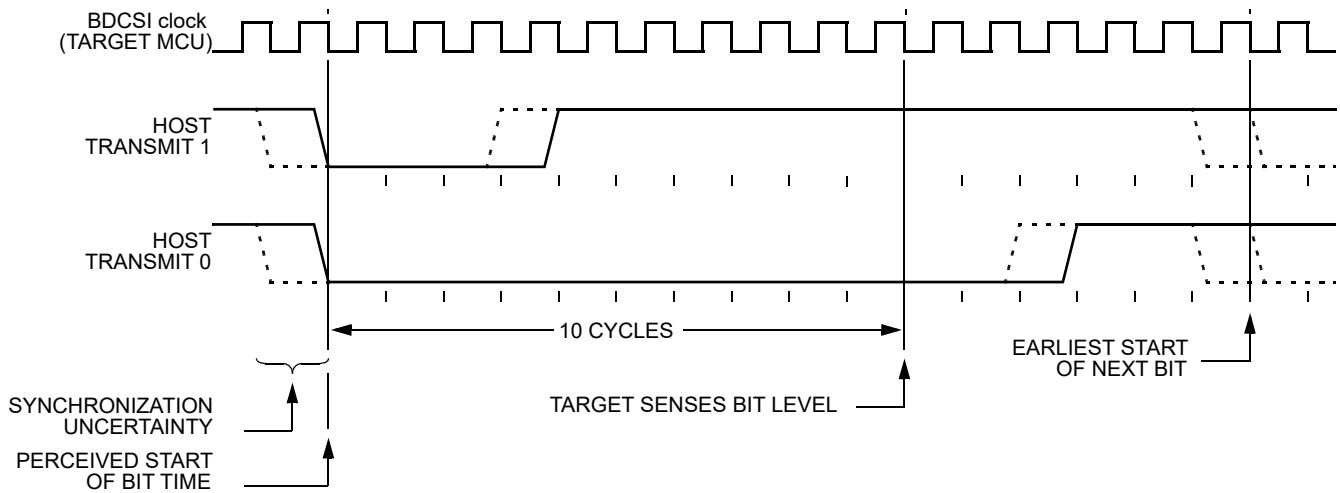 BDCSI clock
(TARGET MCU)
HOST
TRANSMIT 1
HOST
TRANSMIT 0
10 CYCLES
EARLIEST START
OF NEXT BIT
TARGET SENSES BIT LEVEL
SYNCHRONIZATION
UNCERTAINTY
PERCEIVED START
OF BIT TIME